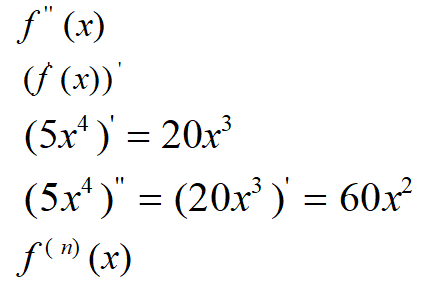 f''(x)
(f'(x))'
(5x⁴)' = 20x³
(5x⁴)'' = (20x³)' = 60x²
f⁽ⁿ⁾(x)